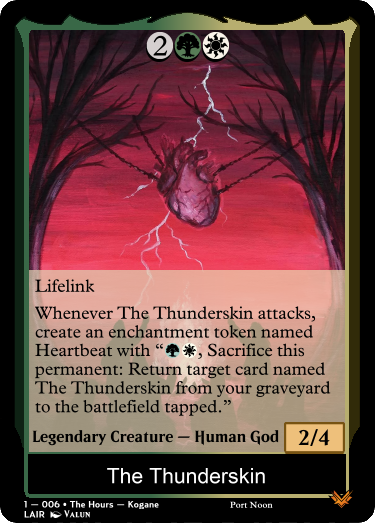 2
Lifelink
Whenever The Thunderskin attacks,
create an enchantment token named
Heartbeat with “, Sacrifice this
permanent: Return target card named
The Thunderskin from your graveyard
to the battlefield tapped.”
Legendary Creature — Human God 2/4
The Thunderskin
1 — 006 • The Hours — Kogane Port Noon
LAIR Valun